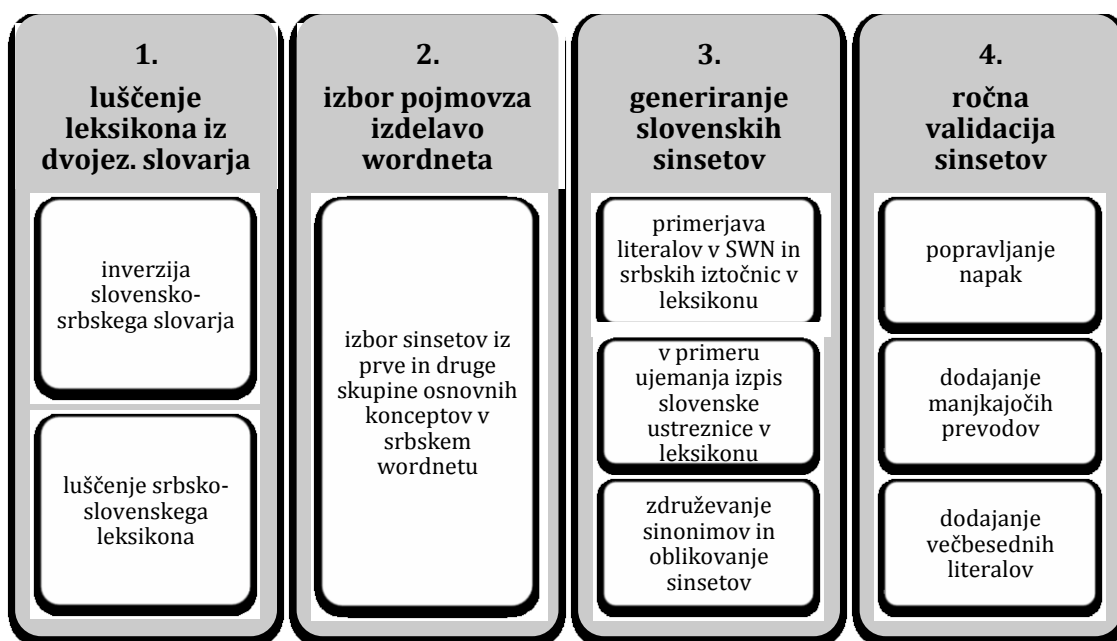 1.
luščenje
leksikona iz
dvojez. slovarja
inverzija
slovensko-
srbskega slovarja
luščenje srbsko-
slovenskega
leksikona
2.
izbor pojmovza
izdelavo
wordneta
izbor sinsetov iz
prve in druge
skupine osnovnih
konceptov v
srbskem
wordnetu
3.
generiranje
slovenskih
sinsetov
primerjava
literalov v SWN in
srbskih iztočnic v
leksikonu
v primeru
ujemanja izpis
slovenske
ustreznice v
leksikonu
združevanje
sinonimov in
oblikovanje
sinsetov
4.
ročna
validacija
sinsetov
popravljanje
napak
dodajanje
manjkajočih
prevodov
dodajanje
večbesednih
literalov